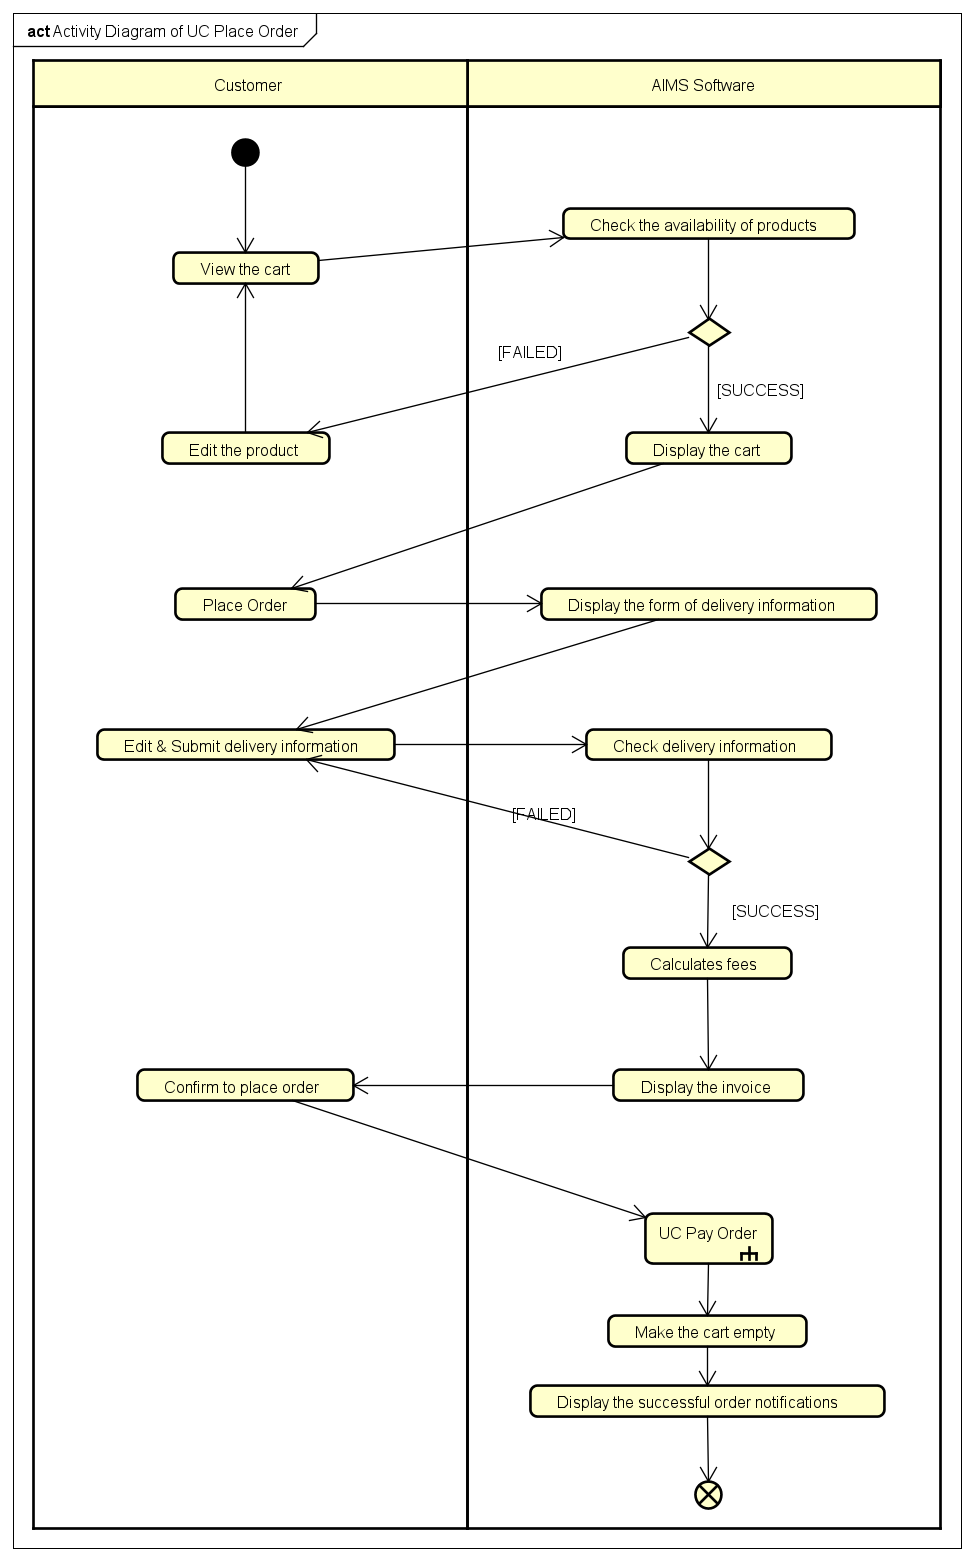 act Activity Diagram of UC Place Order
Customer
AIMS Software
Check the availability of products
View the cart
[FAILED]
[SUCCESS]
Edit the product
Display the cart
Place Order
Display the form of delivery information
Edit & Submit delivery information
Check delivery information
[FAILED]
[SUCCESS]
Calculates fees
Confirm to place order
Display the invoice
UC Pay Order
Make the cart empty
Display the successful order notifications